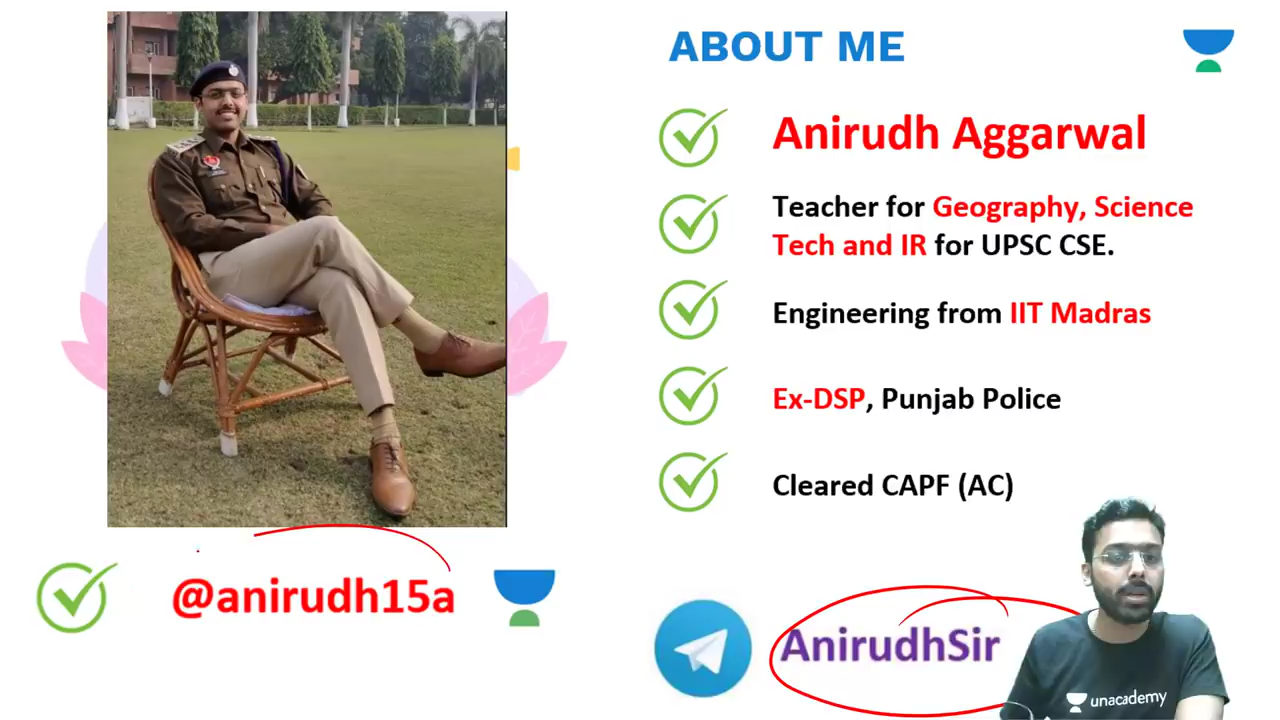 ABOUT ME
Anirudh Aggarwal
Teacher for Geography, Science
Tech and IR for UPSC CSE.
Engineering from IIT Madras
Ex-DSP, Punjab Police
Cleared CAPF (AC)
@anirudh15a
AnirudhSir
unacademy